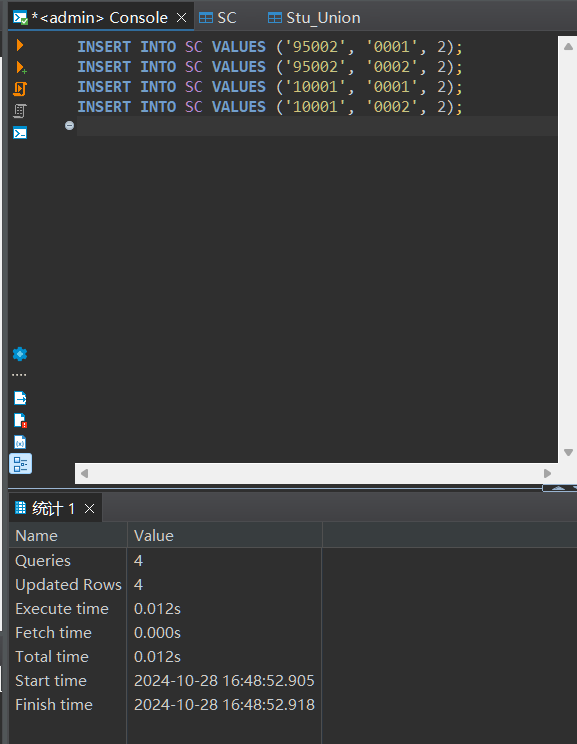 *<admin> Console SC Stu_Union
INSERT INTO SC VALUES ('95002', '0001', 2);
INSERT INTO SC VALUES ('95002', '0002', 2);
INSERT INTO SC VALUES ('10001', '0001', 2);
INSERT INTO SC VALUES ('10001', '0002', 2);
统计 1
Name Value
Queries 4
Updated Rows 4
Execute time 0.012s
Fetch time 0.000s
Total time 0.012s
Start time 2024-10-28 16:48:52.905
Finish time 2024-10-28 16:48:52.918